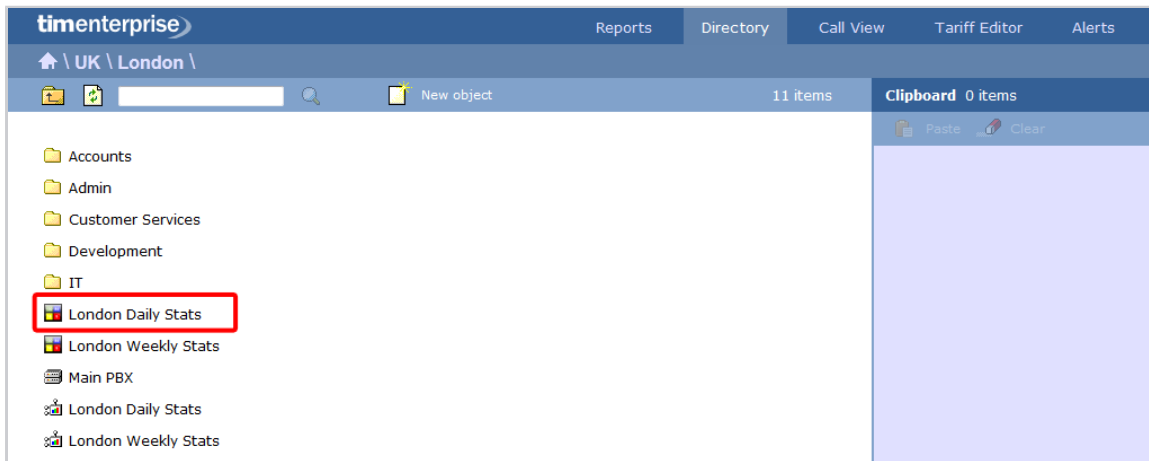 timenterprise
Reports Directory Call View Tariff Editor Alerts
\ UK \ London \
New object 11 items Clipboard 0 items
Paste Clear
Accounts
Admin
Customer Services
Development
IT
London Daily Stats
London Weekly Stats
Main PBX
London Daily Stats
London Weekly Stats